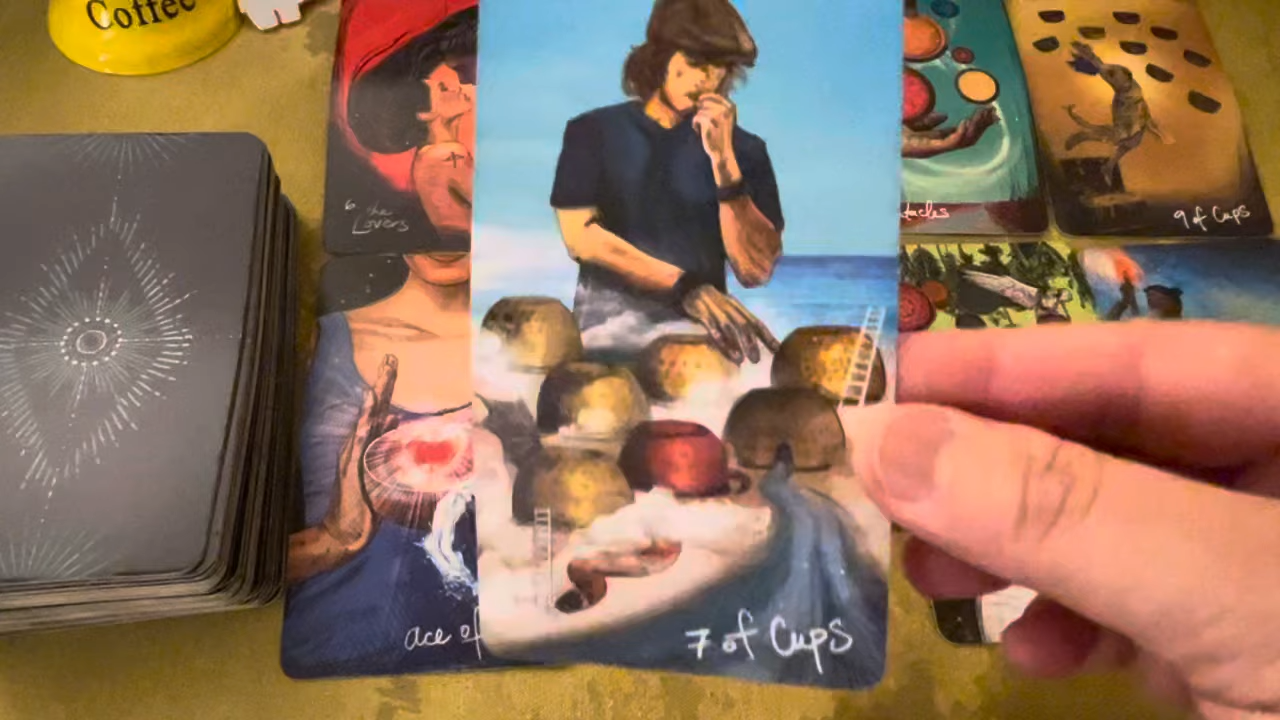 Coffee
6 the
Lovers
tacles
9 of Cups
ace of
7 of Cups